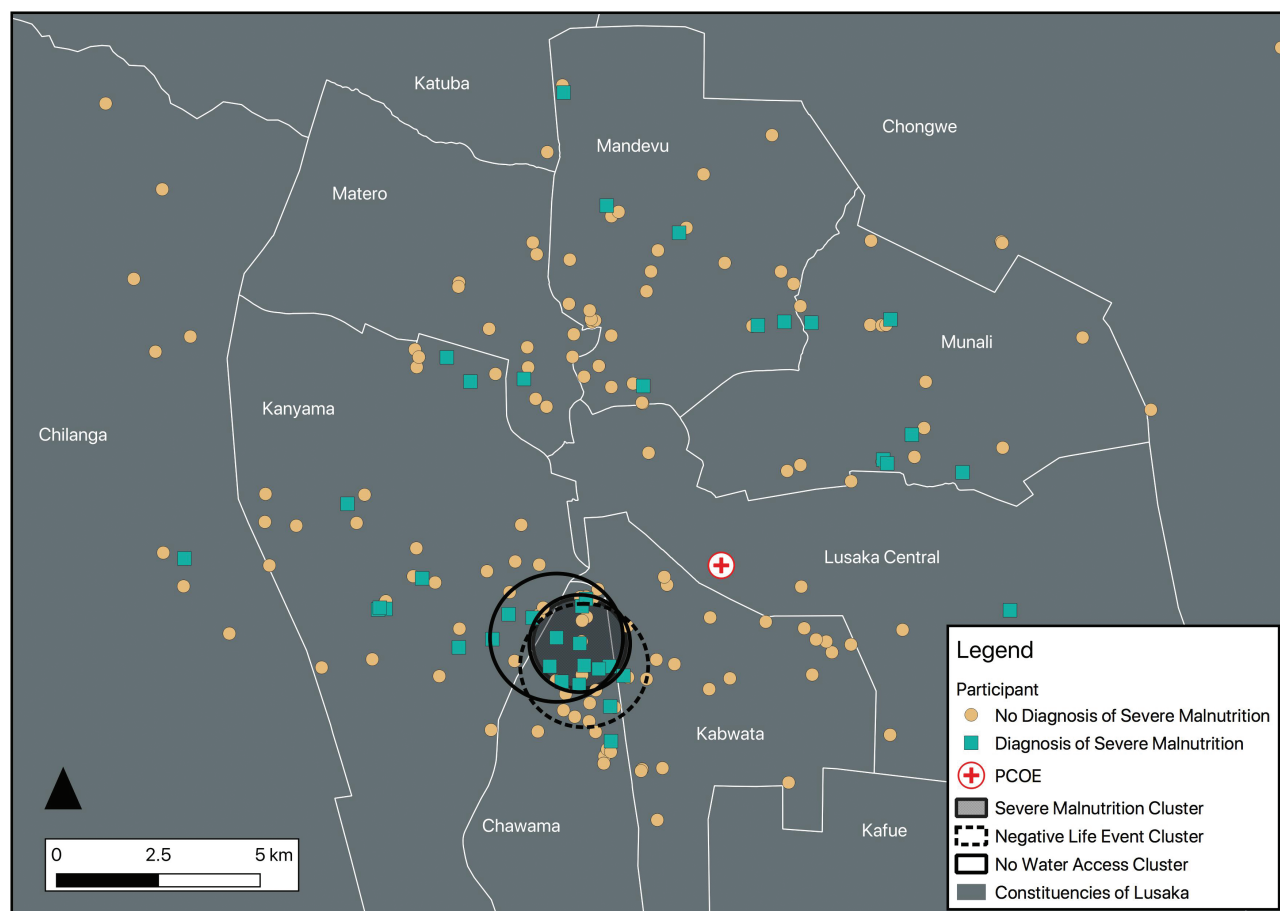 Katuba
Chongwe
Mandevu
Matero
Munali
Kanyama
Chilanga
Lusaka Central
Kabwata
Chawama
Kafue
0 2.5 5 km
Legend
Participant
No Diagnosis of Severe Malnutrition
Diagnosis of Severe Malnutrition
PCOE
Severe Malnutrition Cluster
Negative Life Event Cluster
No Water Access Cluster
Constituencies of Lusaka